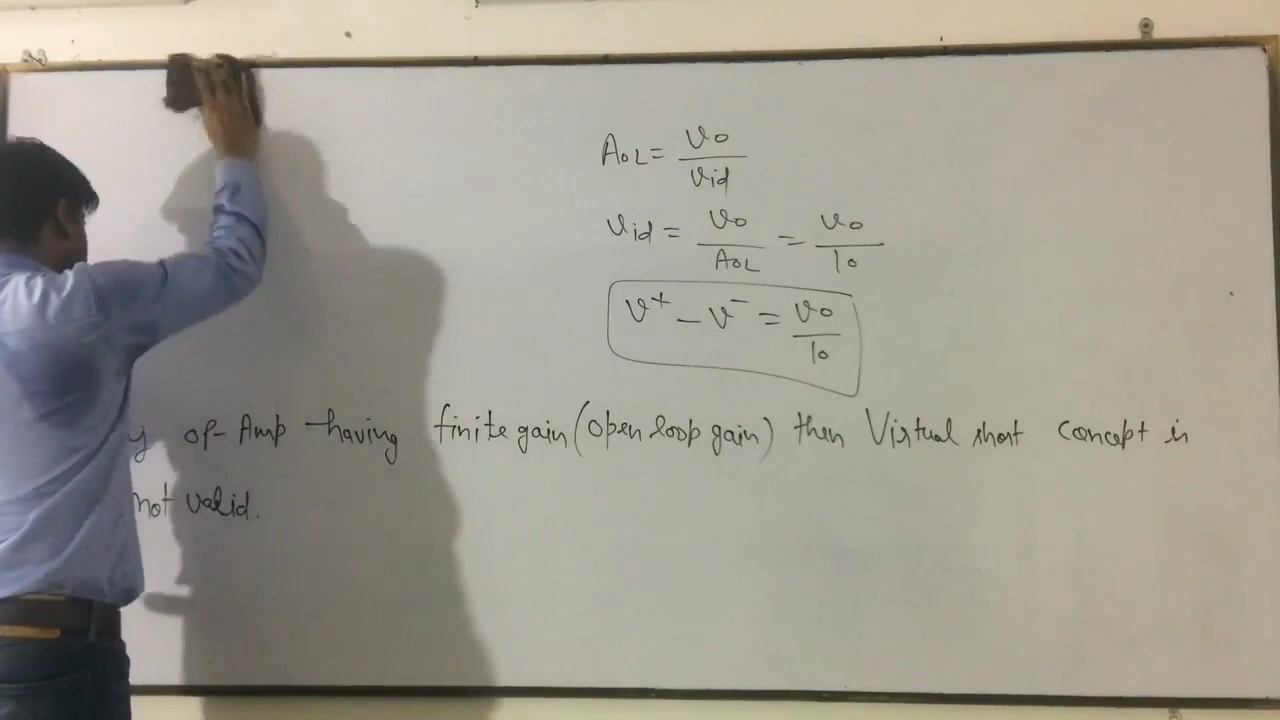 AOL = vo/vid
vid = vo/AOL = vo/10
v⁺ - v⁻ = vo/10
of-Amp having finite gain (open loop gain) then Virtual short concept is
not valid.